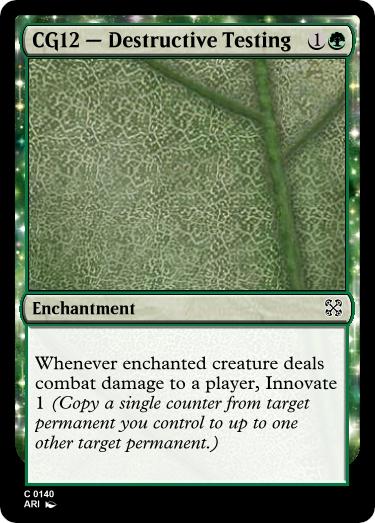 CG12 — Destructive Testing 1
Enchantment
Whenever enchanted creature deals
combat damage to a player, Innovate
1 (Copy a single counter from target
permanent you control to up to one
other target permanent.)
C 0140
ARI